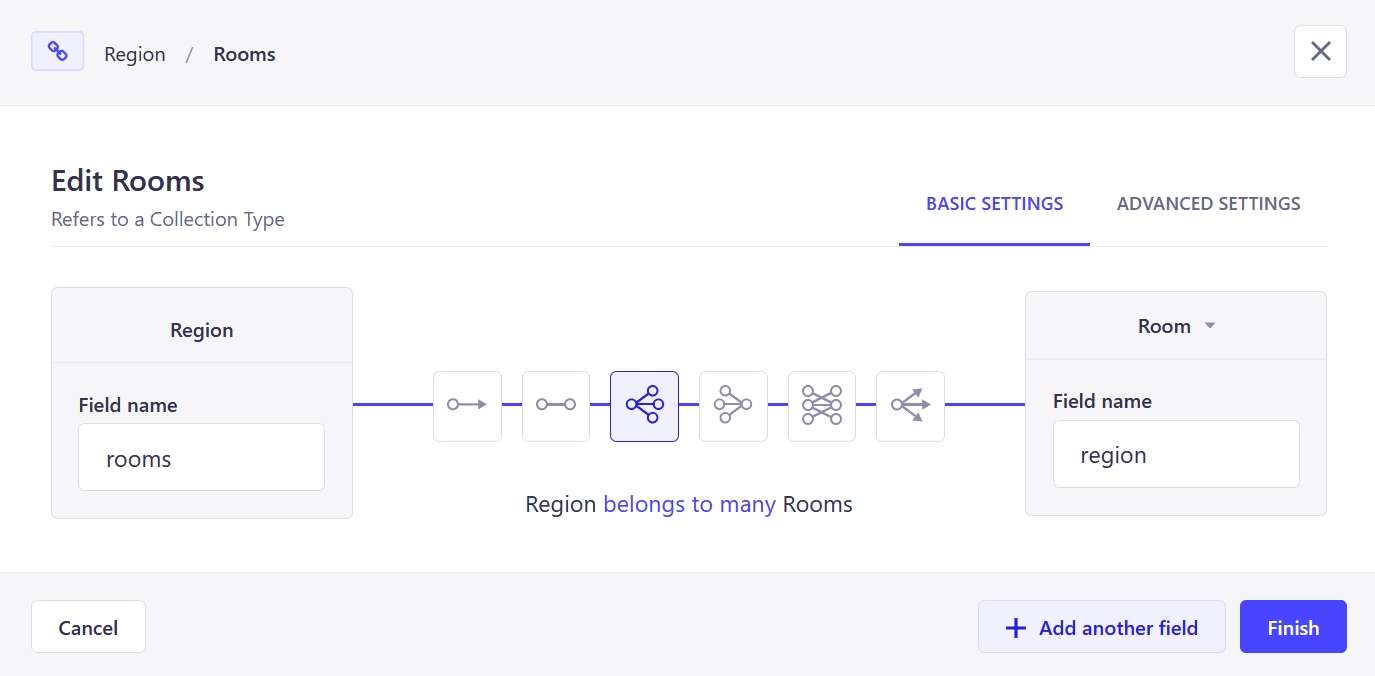 Region / Rooms
Edit Rooms
Refers to a Collection Type
BASIC SETTINGS
ADVANCED SETTINGS
Region
Field name
rooms
Region belongs to many Rooms
Room
Field name
region
Cancel
Add another field
Finish